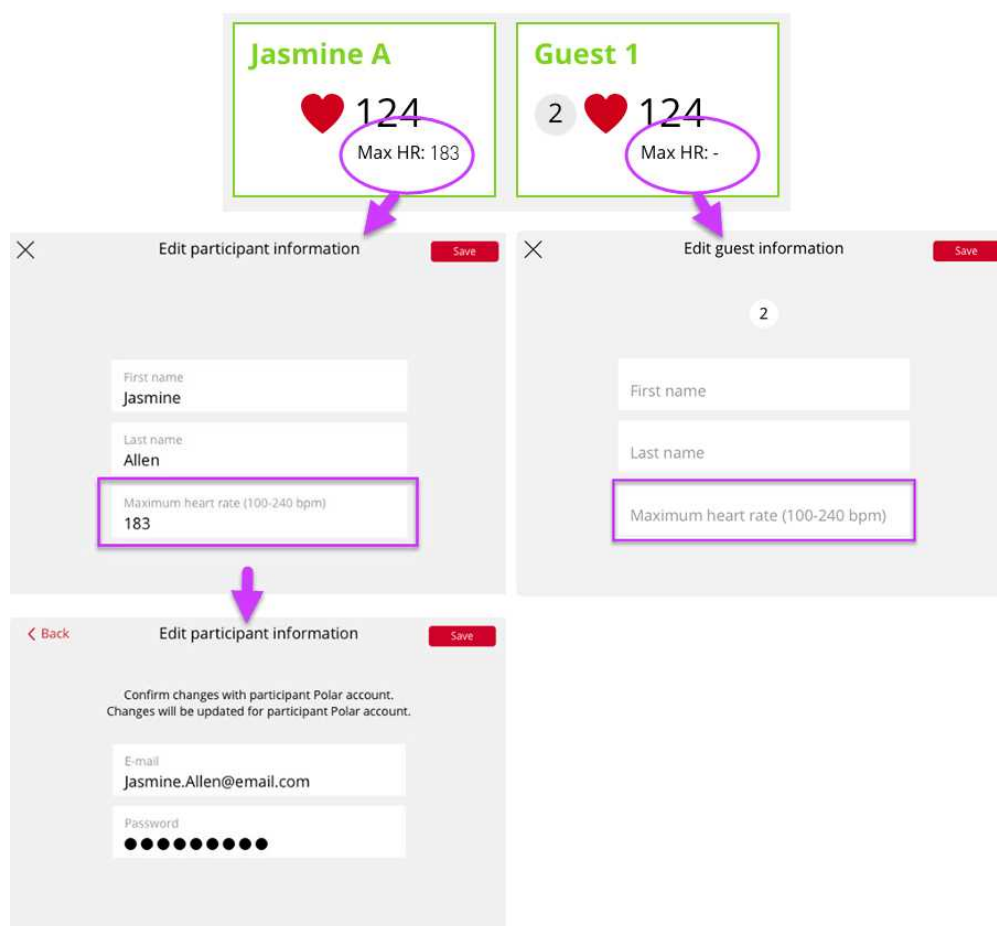 Jasmine A
124
Max HR: 183
Guest 1
2
124
Max HR: -
Edit participant information
Save
First name
Jasmine
Last name
Allen
Maximum heart rate (100-240 bpm)
183
Edit guest information
Save
2
First name
Last name
Maximum heart rate (100-240 bpm)
Back
Edit participant information
Save
Confirm changes with participant Polar account.
Changes will be updated for participant Polar account.
E-mail
Jasmine.Allen@email.com
Password
●●●●●●●●●